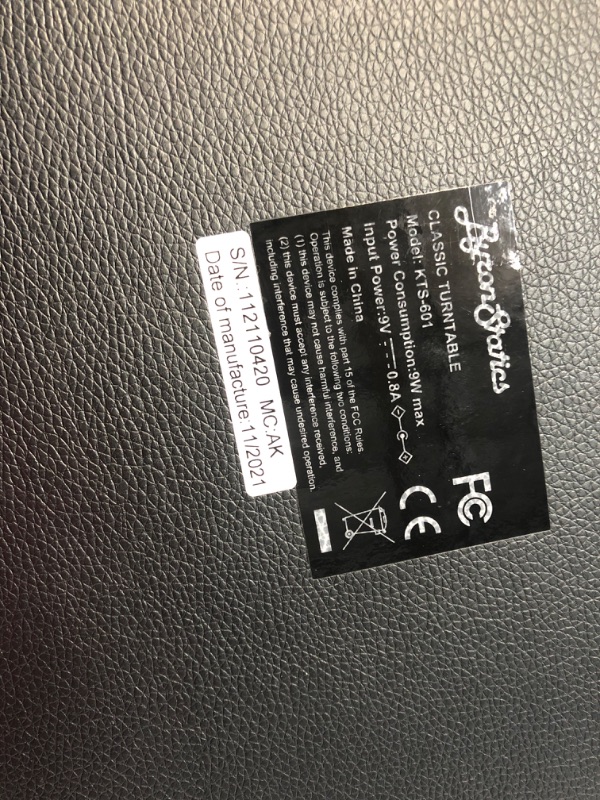 ByronStatics
CLASSIC TURNTABLE
Model: KTS-601
Power Consumption:9W max
Input Power:9V ⎓ 0.8A
Made in China
This device complies with part 15 of the FCC Rules.
Operation is subject to the following two conditions:
(1) this device may not cause harmful interference, and
(2) this device must accept any interference received,
including interference that may cause undesired operation.
FC
CE
S/N.:112110420 MC:AK
Date of manufacture:11/2021